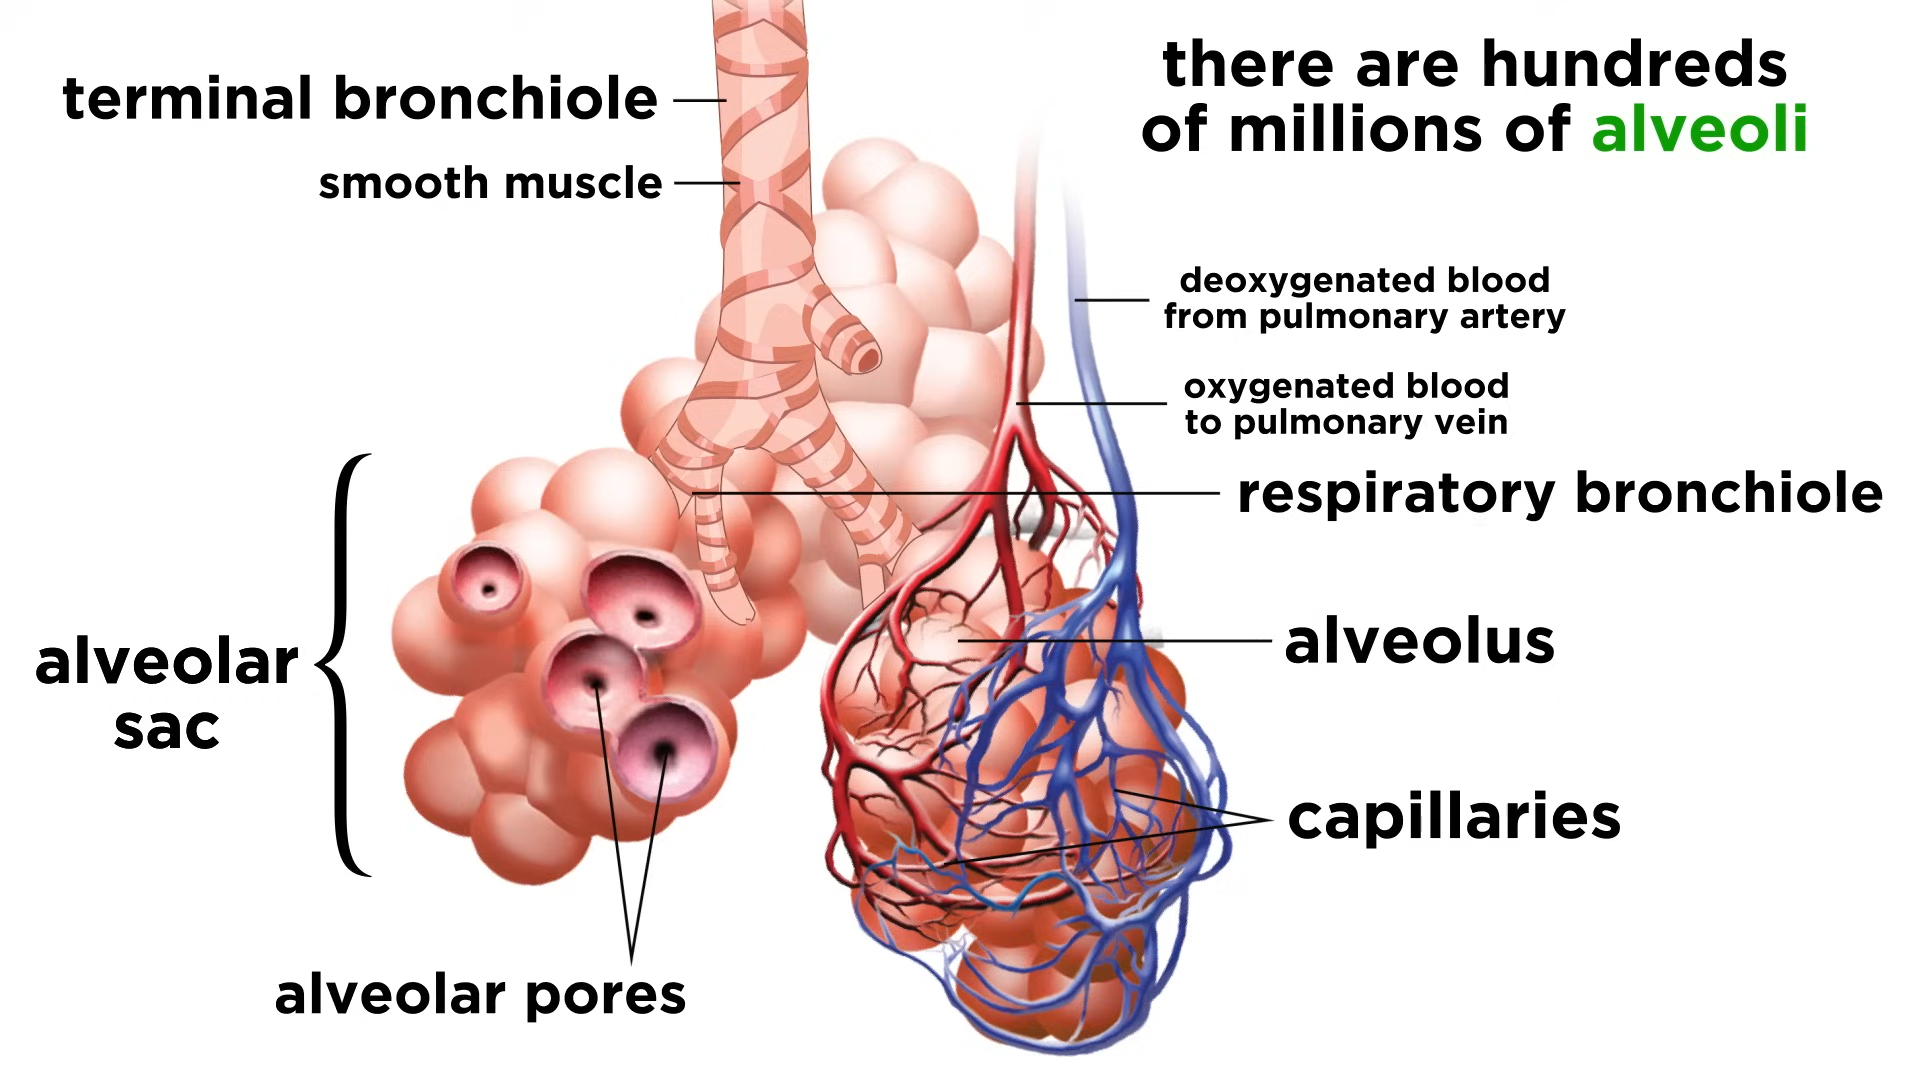 there are hundreds
of millions of alveoli
terminal bronchiole
smooth muscle
deoxygenated blood
from pulmonary artery
oxygenated blood
to pulmonary vein
respiratory bronchiole
alveolar
sac
alveolus
capillaries
alveolar pores